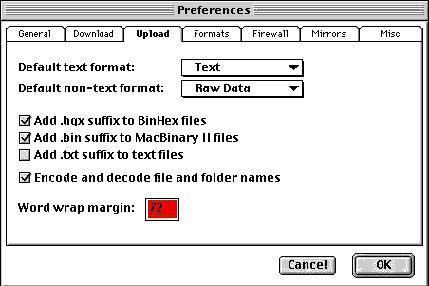 Preferences
General Download Upload Formats Firewall Mirrors Misc
Default text format: Text
Default non-text format: Raw Data
Add .hqx suffix to BinHex files
Add .bin suffix to MacBinary II files
Add .txt suffix to text files
Encode and decode file and folder names
Word wrap margin: 72
Cancel OK